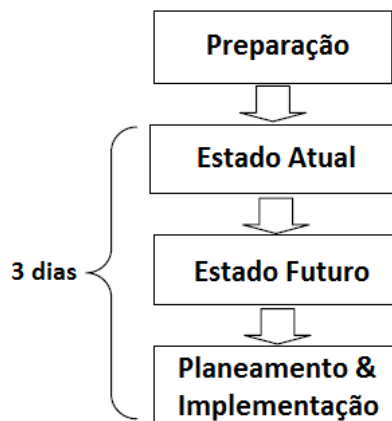 Preparação
Estado Atual
3 dias
Estado Futuro
Planeamento &
Implementação